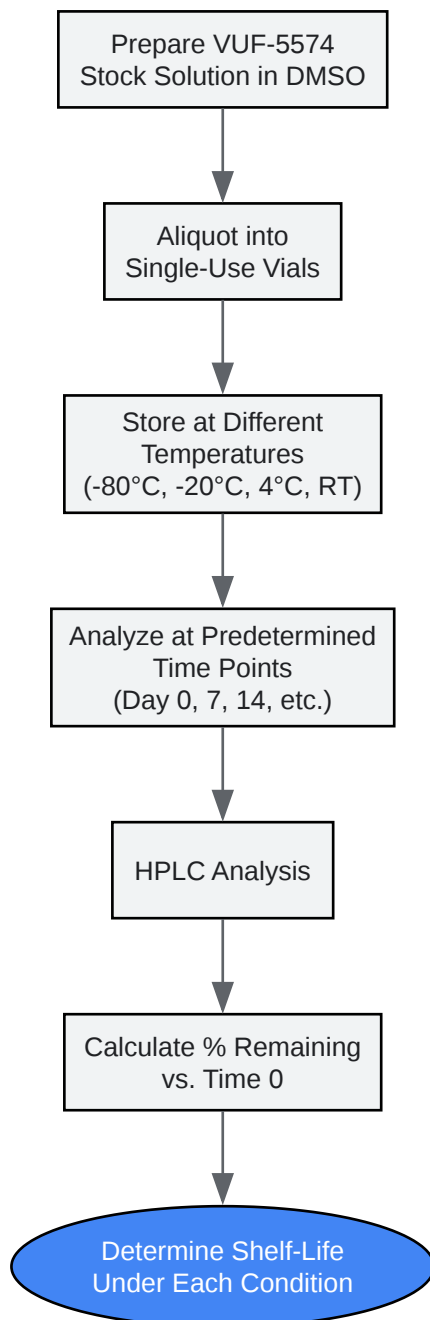 Prepare VUF-5574
Stock Solution in DMSO
Aliquot into
Single-Use Vials
Store at Different
Temperatures
(-80°C, -20°C, 4°C, RT)
Analyze at Predetermined
Time Points
(Day 0, 7, 14, etc.)
HPLC Analysis
Calculate % Remaining
vs. Time 0
Determine Shelf-Life
Under Each Condition